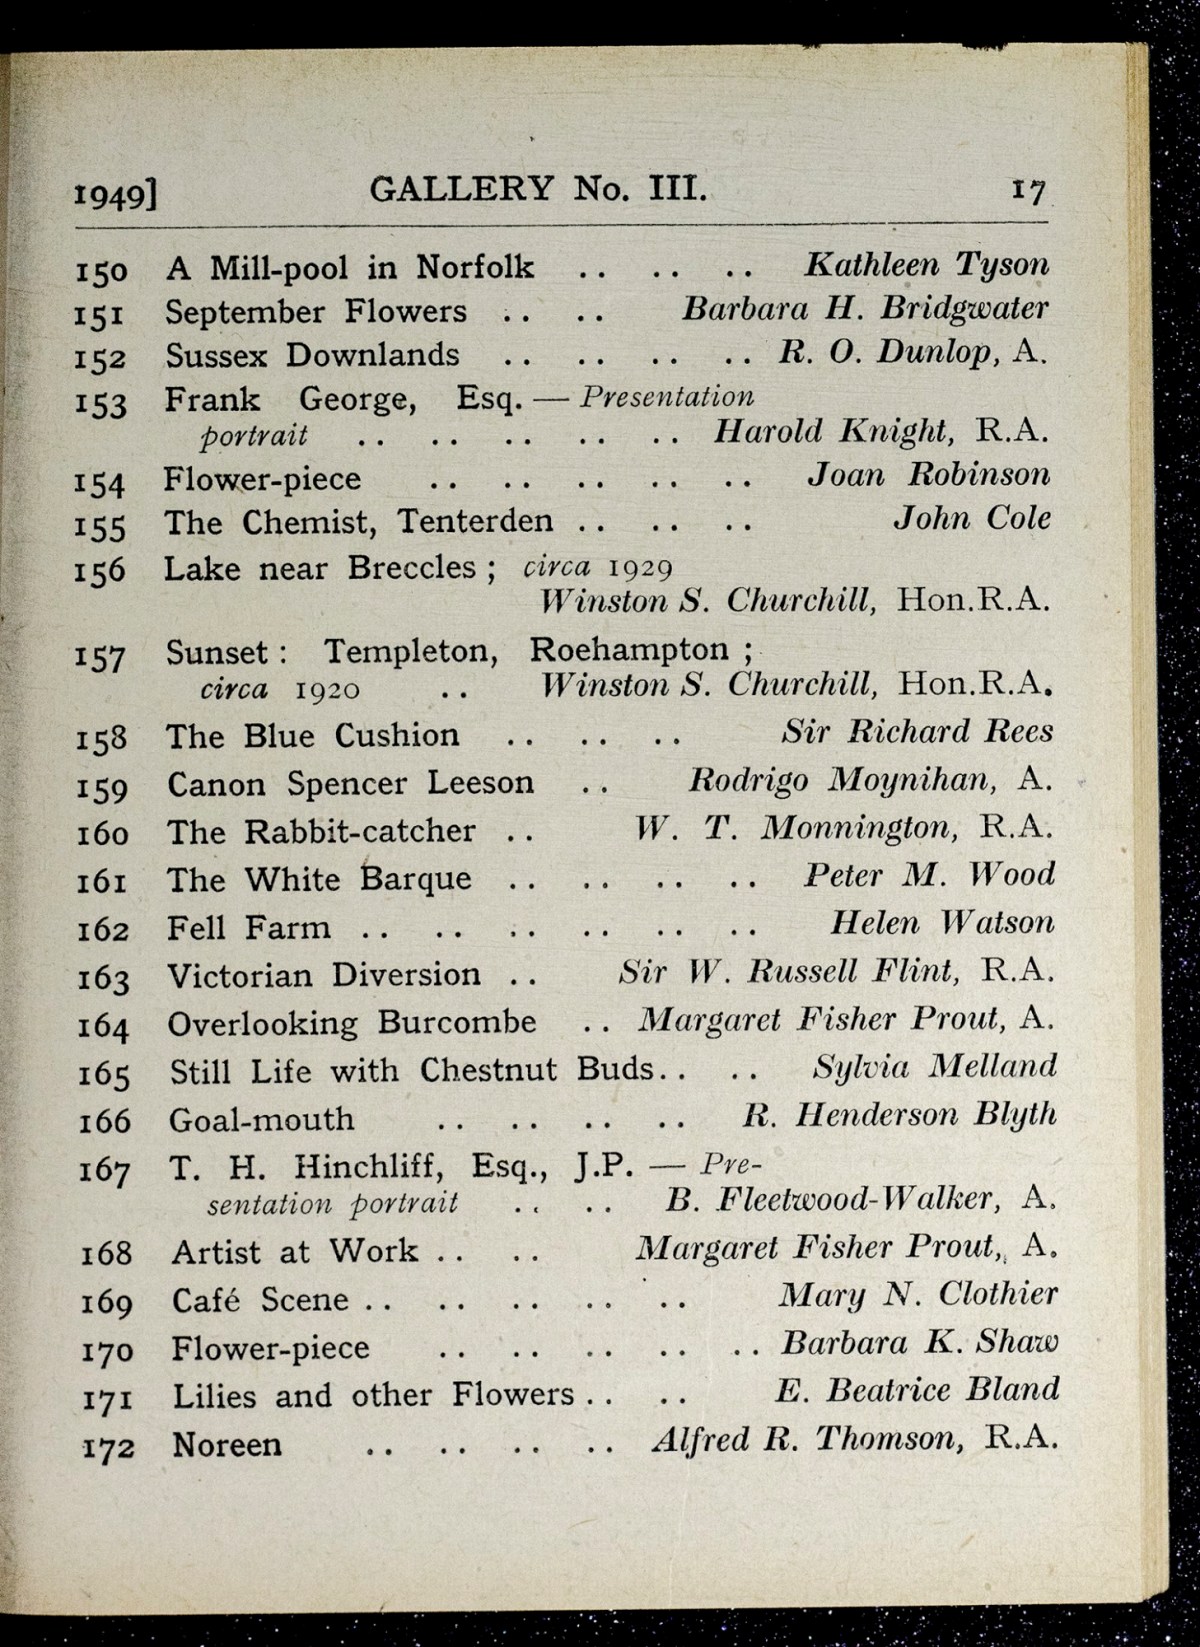 1949] GALLERY No. III. 17
150 A Mill-pool in Norfolk .. .. .. Kathleen Tyson
151 September Flowers .. .. Barbara H. Bridgwater
152 Sussex Downlands .. .. .. .. R. O. Dunlop, A.
153 Frank George, Esq. — Presentation
portrait .. .. .. .. .. Harold Knight, R.A.
154 Flower-piece .. .. .. .. .. Joan Robinson
155 The Chemist, Tenterden .. .. .. John Cole
156 Lake near Breccles ; circa 1929
Winston S. Churchill, Hon.R.A.
157 Sunset : Templeton, Roehampton ;
circa 1920 .. Winston S. Churchill, Hon.R.A.
158 The Blue Cushion .. .. .. Sir Richard Rees
159 Canon Spencer Leeson .. Rodrigo Moynihan, A.
160 The Rabbit-catcher .. W. T. Monnington, R.A.
161 The White Barque .. .. .. .. Peter M. Wood
162 Fell Farm .. .. .. .. .. .. Helen Watson
163 Victorian Diversion .. Sir W. Russell Flint, R.A.
164 Overlooking Burcombe .. Margaret Fisher Prout, A.
165 Still Life with Chestnut Buds .. .. Sylvia Melland
166 Goal-mouth .. .. .. .. R. Henderson Blyth
167 T. H. Hinchliff, Esq., J.P. — Pre-
sentation portrait .. .. B. Fleetwood-Walker, A.
168 Artist at Work .. .. Margaret Fisher Prout, A.
169 Café Scene .. .. .. .. .. Mary N. Clothier
170 Flower-piece .. .. .. .. .. Barbara K. Shaw
171 Lilies and other Flowers .. .. E. Beatrice Bland
172 Noreen .. .. .. .. Alfred R. Thomson, R.A.